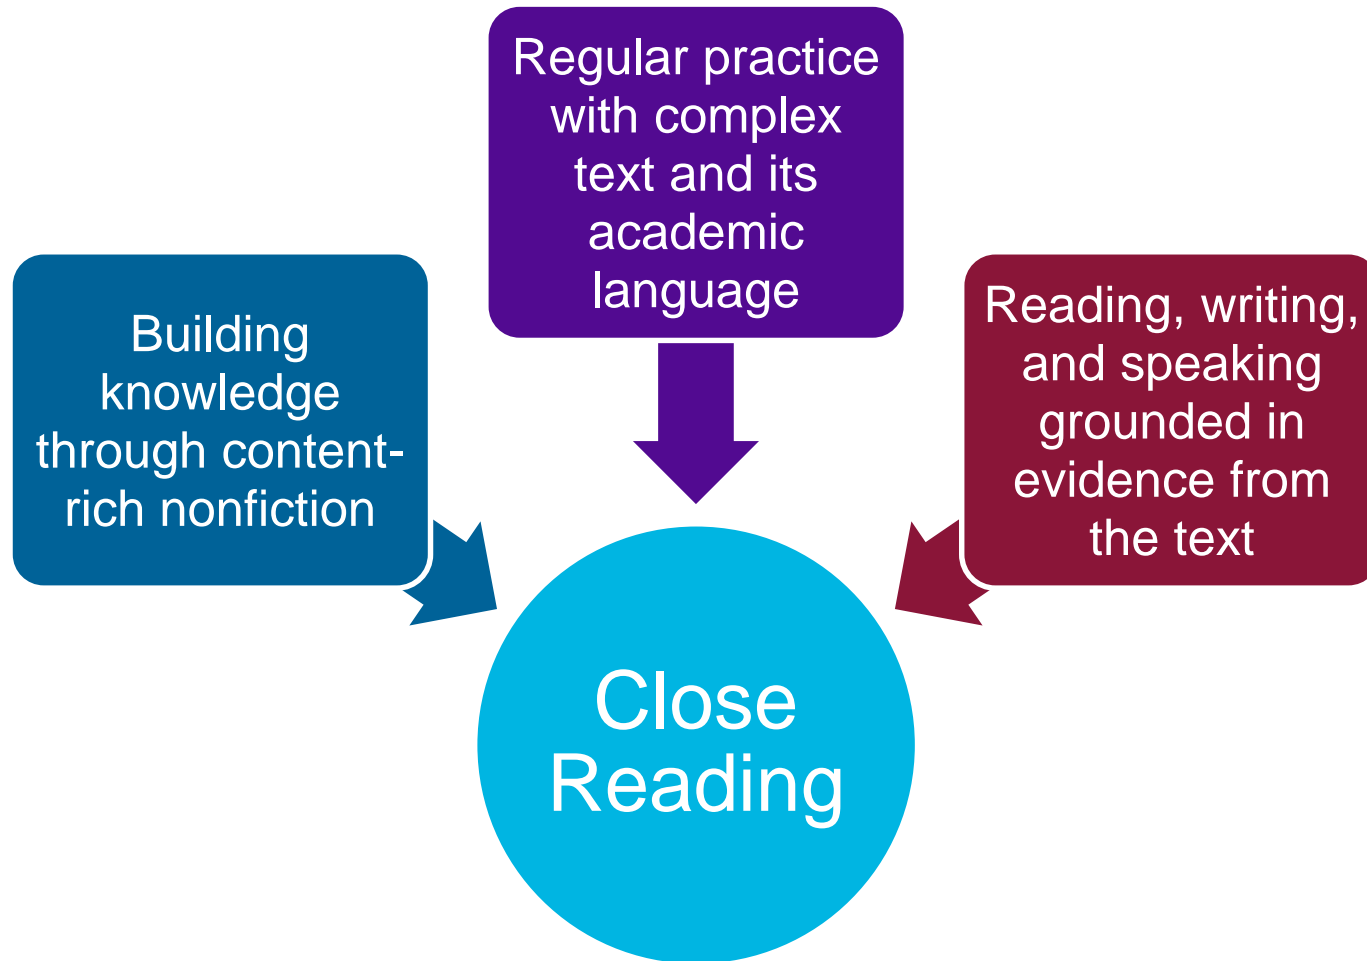 Regular practice
with complex
text and its
academic
language
Building
knowledge
through content-
rich nonfiction
Reading, writing,
and speaking
grounded in
evidence from
the text
Close
Reading